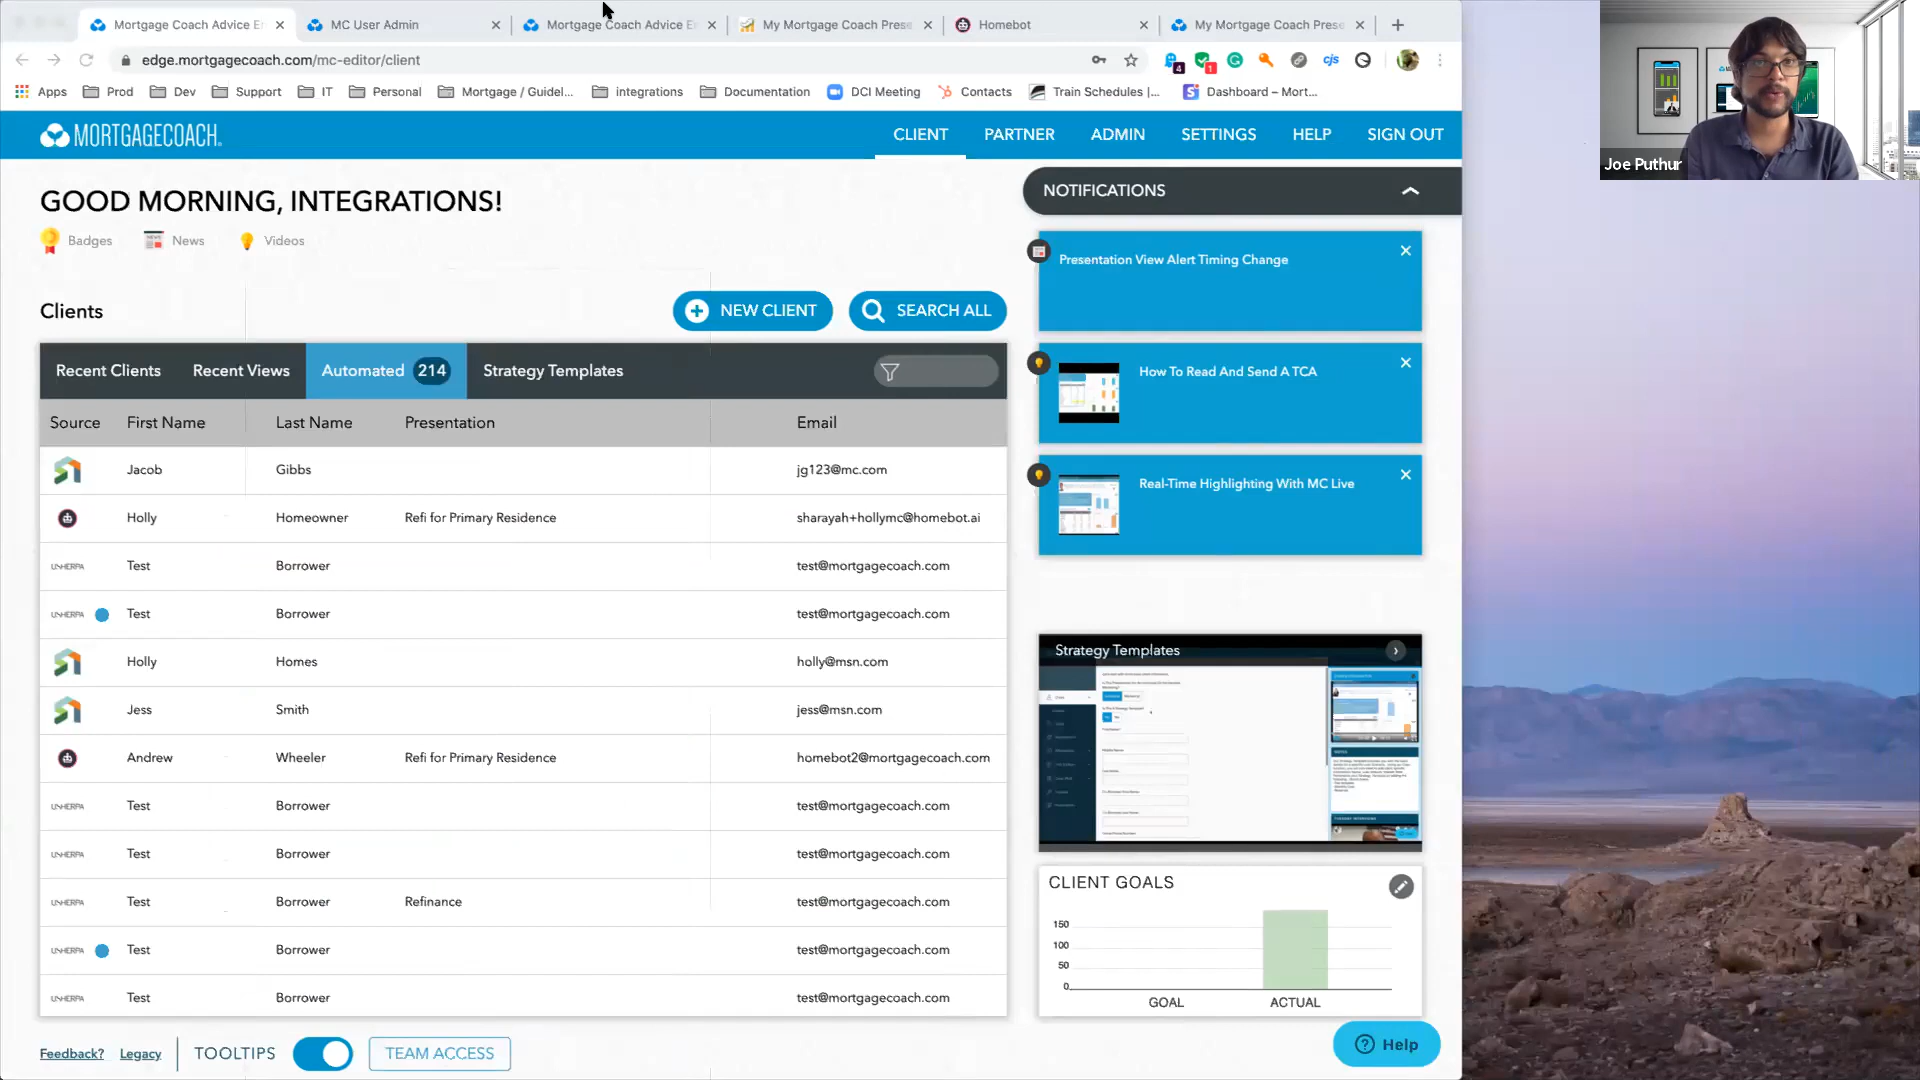 Mortgage Coach Advice E
MC User Admin
Mortgage Coach Advice E
My Mortgage Coach Prese
Homebot
My Mortgage Coach Prese
edge.mortgagecoach.com/mc-editor/client
4
1
cjs
Apps
Prod
Dev
Support
IT
Personal
Mortgage / Guidel...
integrations
Documentation
DCI Meeting
Contacts
Train Schedules |...
Dashboard – Mort...
MORTGAGECOACH
CLIENT
PARTNER
ADMIN
SETTINGS
HELP
SIGN OUT
Joe Puthur
GOOD MORNING, INTEGRATIONS!
Badges
News
Videos
Clients
NEW CLIENT
SEARCH ALL
Recent Clients
Recent Views
Automated 214
Strategy Templates
Source First Name Last Name Presentation Email
Jacob Gibbs jg123@mc.com
Holly Homeowner Refi for Primary Residence sharayah+hollymc@homebot.ai
Test Borrower test@mortgagecoach.com
Test Borrower test@mortgagecoach.com
Holly Homes holly@msn.com
Jess Smith jess@msn.com
Andrew Wheeler Refi for Primary Residence homebot2@mortgagecoach.com
Test Borrower test@mortgagecoach.com
Test Borrower test@mortgagecoach.com
Test Borrower Refinance test@mortgagecoach.com
Test Borrower test@mortgagecoach.com
Test Borrower test@mortgagecoach.com
Feedback?
Legacy
TOOLTIPS
TEAM ACCESS
NOTIFICATIONS
Presentation View Alert Timing Change
How To Read And Send A TCA
Real-Time Highlighting With MC Live
Strategy Templates
CLIENT GOALS
150
100
50
0
GOAL
ACTUAL
Help